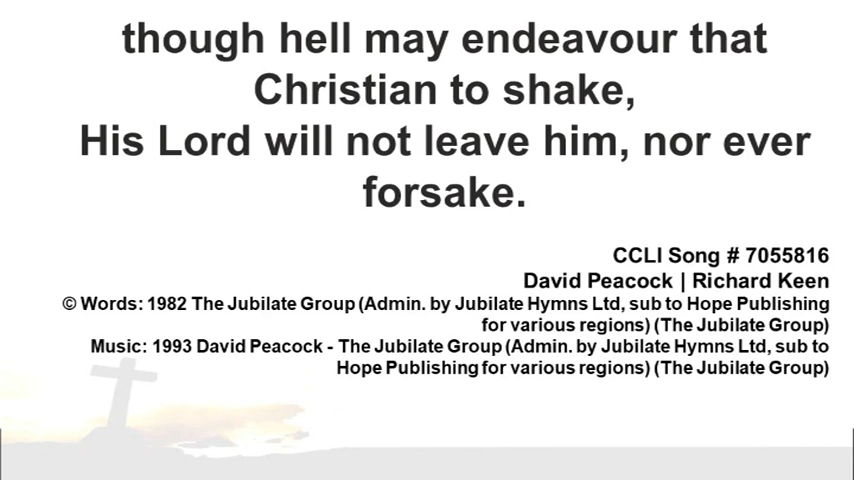 though hell may endeavour that
Christian to shake,
His Lord will not leave him, nor ever
forsake.
CCLI Song # 7055816
David Peacock | Richard Keen
© Words: 1982 The Jubilate Group (Admin. by Jubilate Hymns Ltd, sub to Hope Publishing
for various regions) (The Jubilate Group)
Music: 1993 David Peacock - The Jubilate Group (Admin. by Jubilate Hymns Ltd, sub to
Hope Publishing for various regions) (The Jubilate Group)